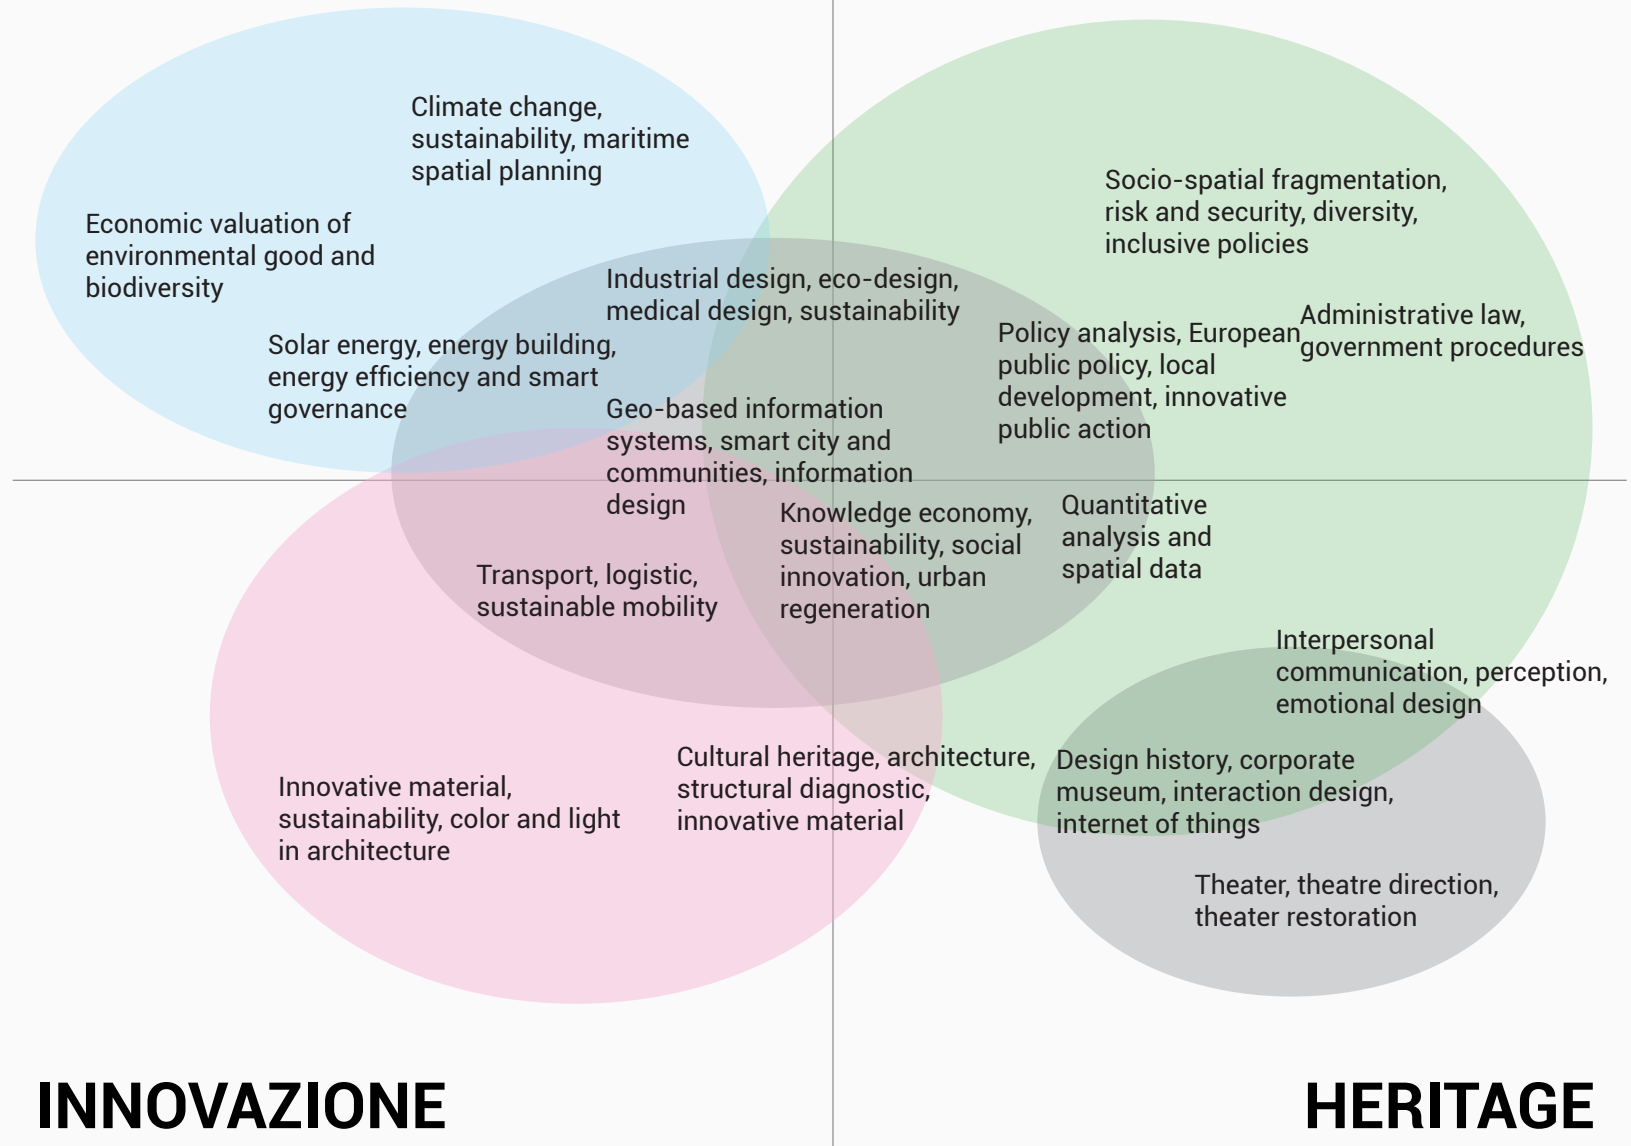 Climate change,
sustainability, maritime
spatial planning
Economic valuation of
environmental good and
biodiversity
Solar energy, energy building,
energy efficiency and smart
governance
Industrial design, eco-design,
medical design, sustainability
Socio-spatial fragmentation,
risk and security, diversity,
inclusive policies
Administrative law,
government procedures
Policy analysis, European
public policy, local
development, innovative
public action
Geo-based information
systems, smart city and
communities, information
design
Knowledge economy,
sustainability, social
innovation, urban
regeneration
Quantitative
analysis and
spatial data
Transport, logistic,
sustainable mobility
Interpersonal
communication, perception,
emotional design
Cultural heritage, architecture,
structural diagnostic,
innovative material
Design history, corporate
museum, interaction design,
internet of things
Innovative material,
sustainability, color and light
in architecture
Theater, theatre direction,
theater restoration
INNOVAZIONE
HERITAGE